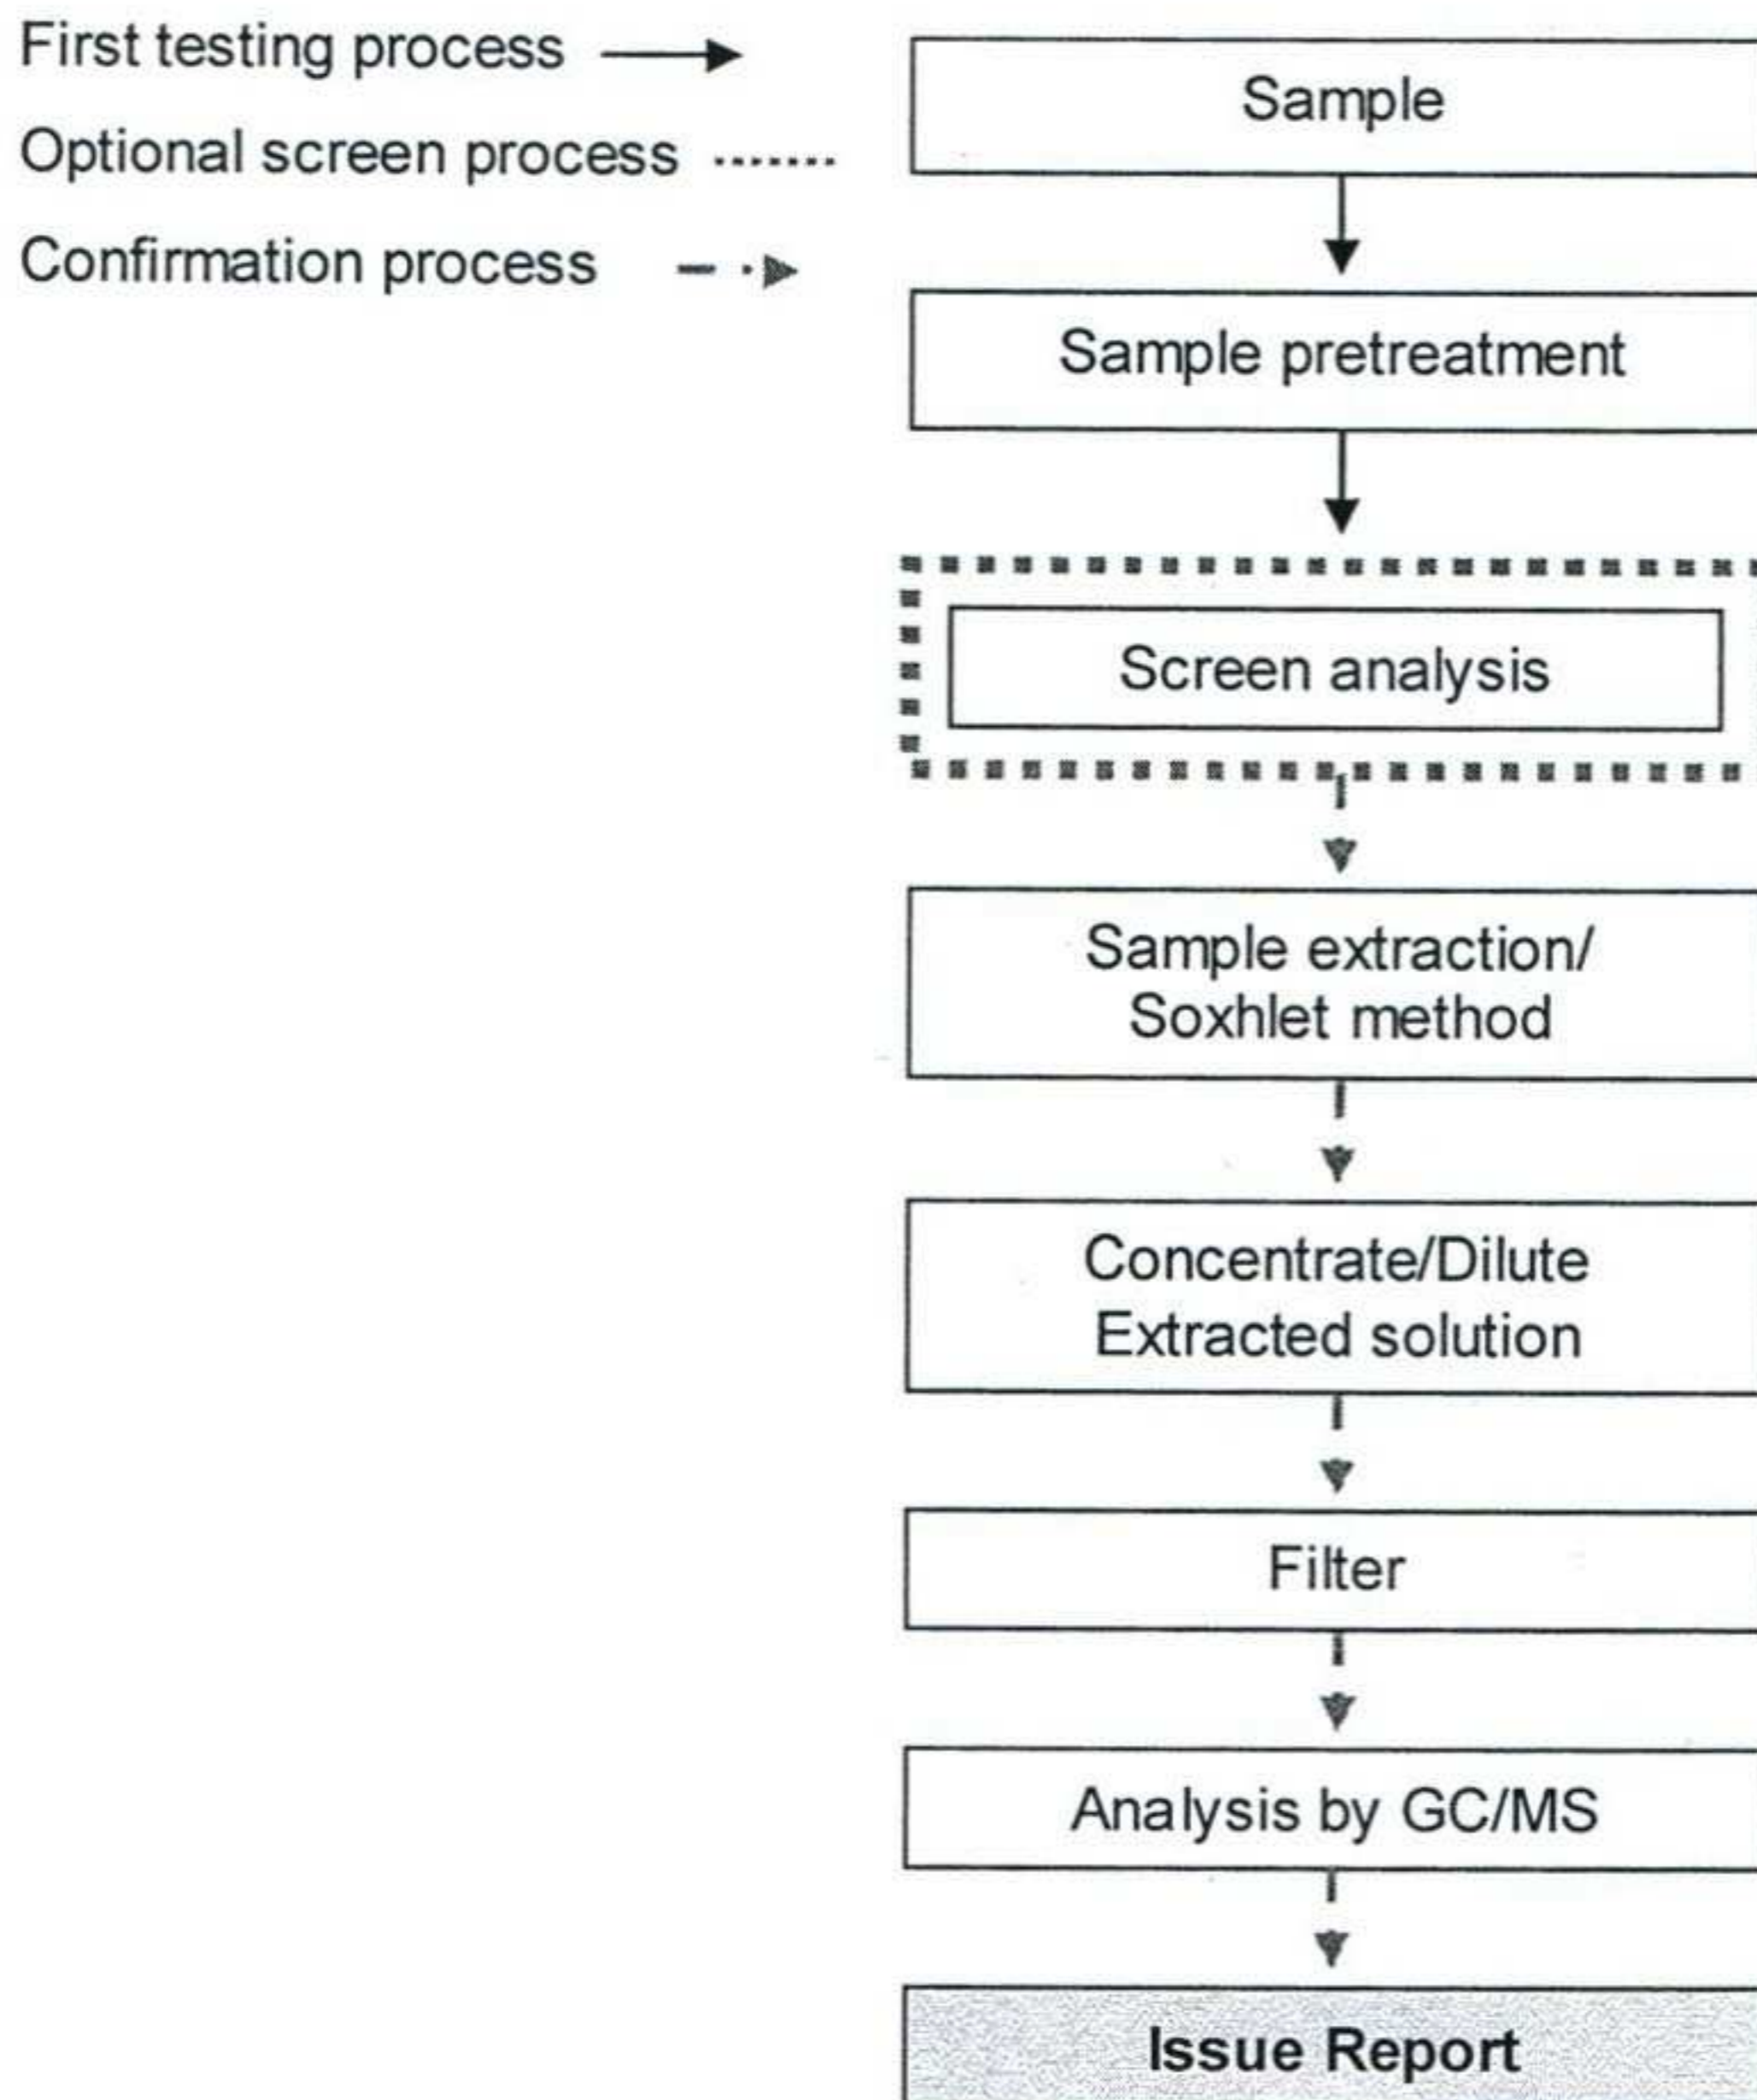 First testing process
Optional screen process
Confirmation process
Sample
Sample pretreatment
Screen analysis
Sample extraction/
Soxhlet method
Concentrate/Dilute
Extracted solution
Filter
Analysis by GC/MS
Issue Report